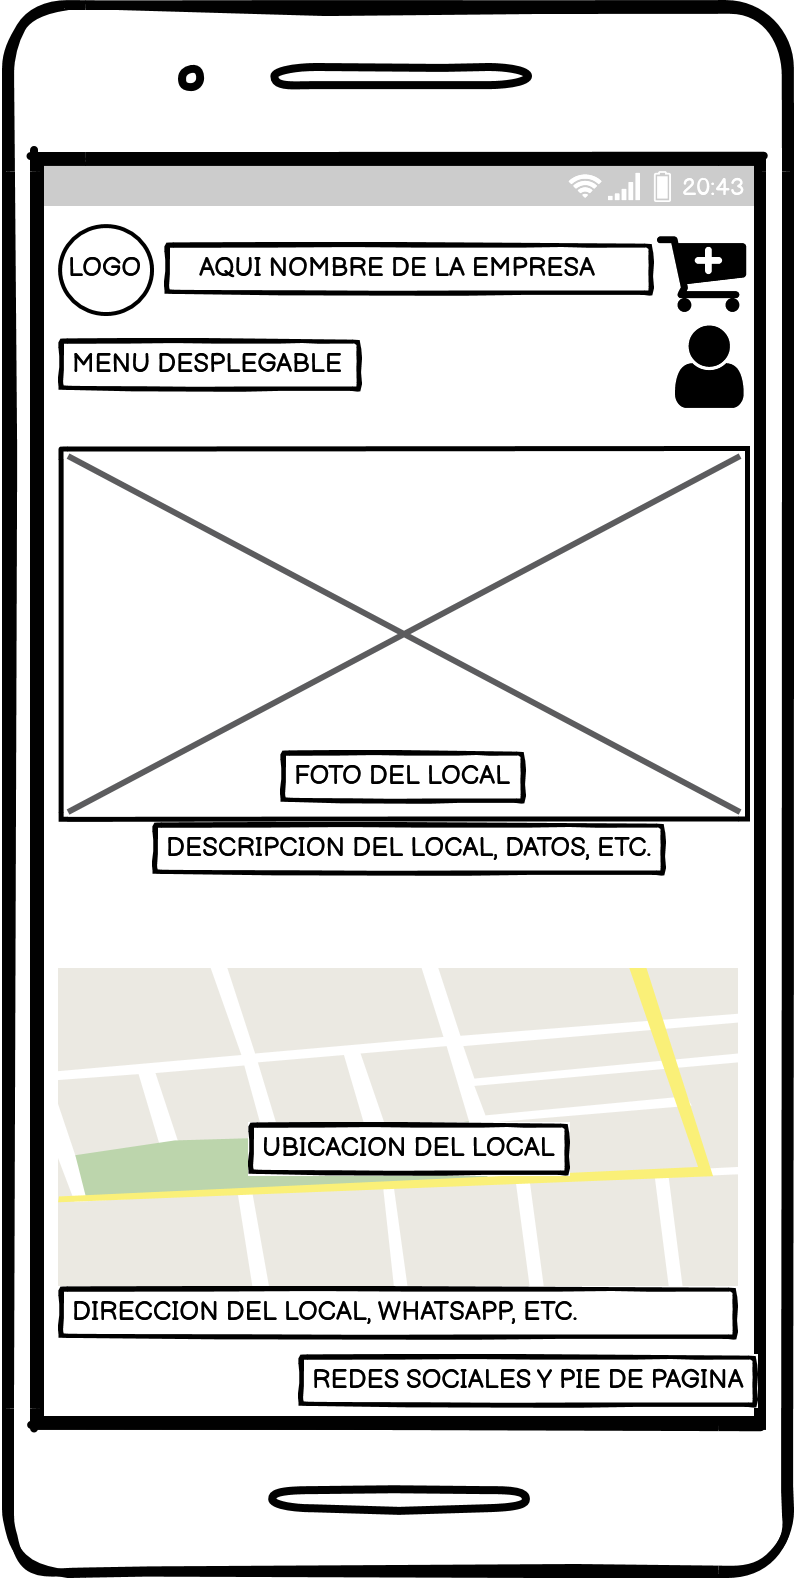 20:43
LOGO
AQUI NOMBRE DE LA EMPRESA
MENU DESPLEGABLE
FOTO DEL LOCAL
DESCRIPCION DEL LOCAL, DATOS, ETC.
UBICACION DEL LOCAL
DIRECCION DEL LOCAL, WHATSAPP, ETC.
REDES SOCIALES Y PIE DE PAGINA